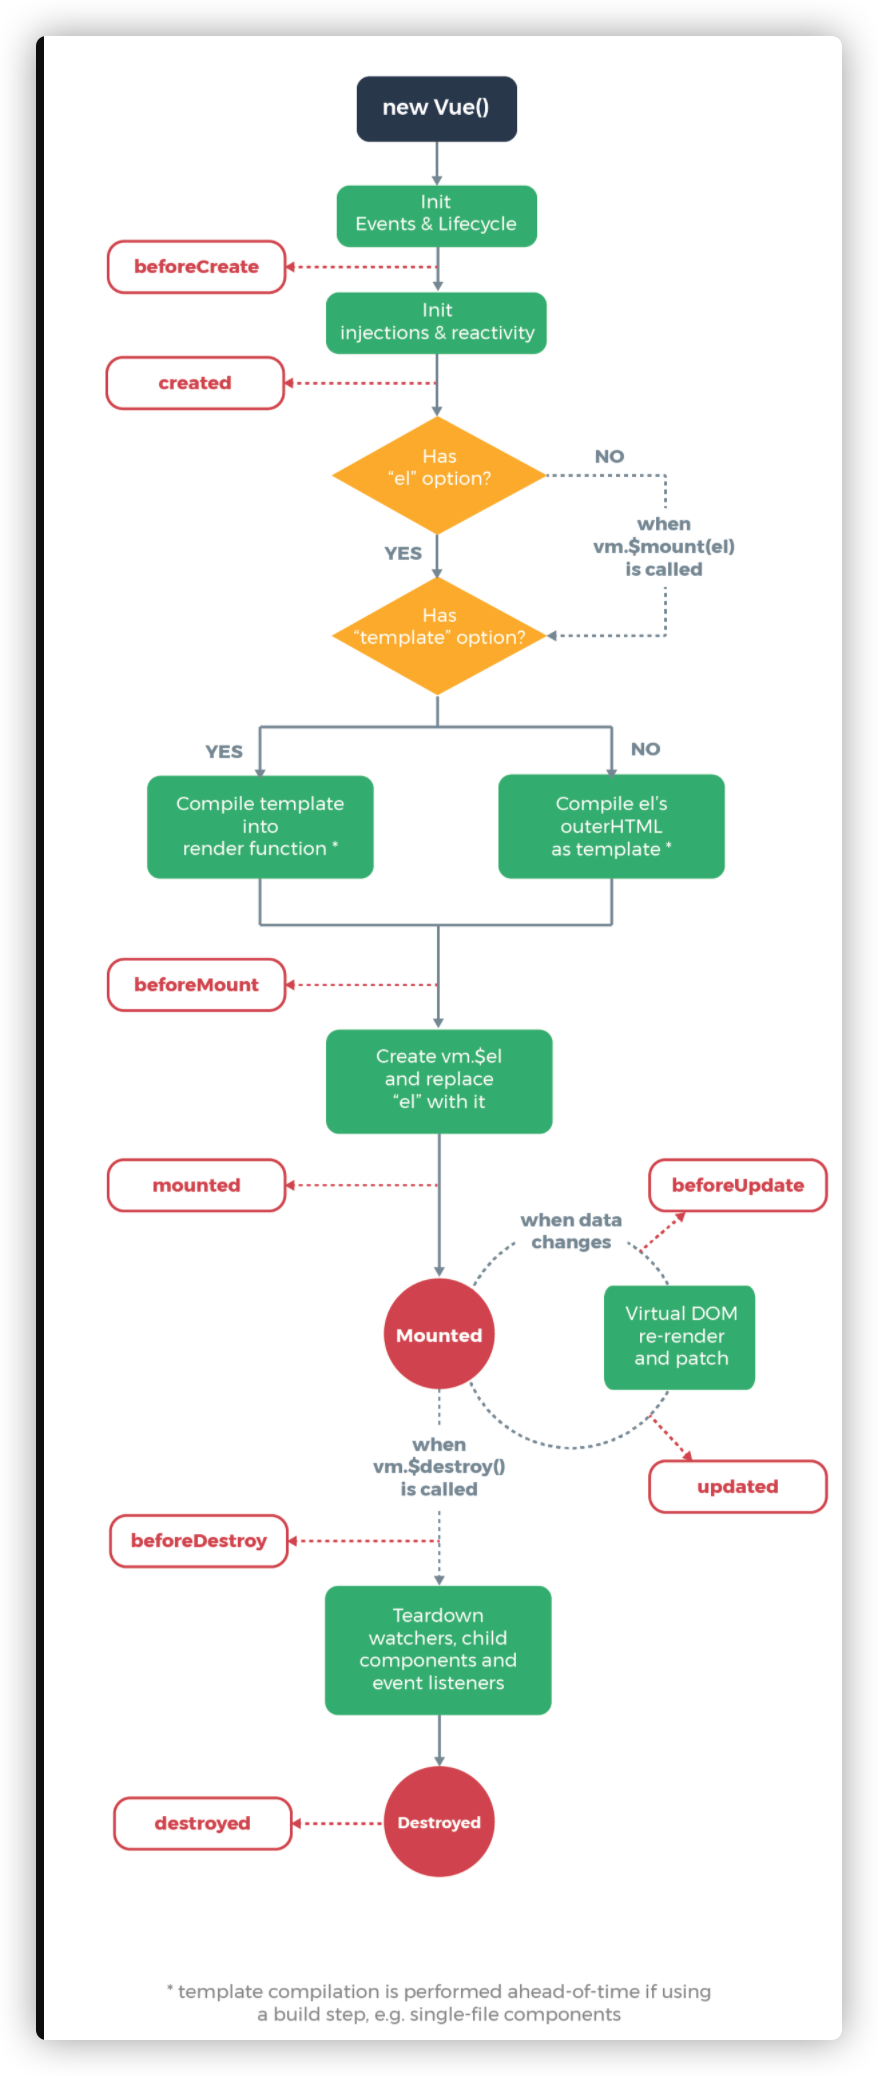 new Vue()
Init
Events & Lifecycle
beforeCreate
Init
injections & reactivity
created
Has
“el” option?
NO
when
vm.$mount(el)
is called
YES
Has
“template” option?
YES
NO
Compile template
into
render function *
Compile el’s
outerHTML
as template *
beforeMount
Create vm.$el
and replace
“el” with it
mounted
beforeUpdate
when data
changes
Mounted
Virtual DOM
re-render
and patch
when
vm.$destroy()
is called
updated
beforeDestroy
Teardown
watchers, child
components and
event listeners
destroyed
Destroyed
* template compilation is performed ahead-of-time if using
a build step, e.g. single-file components